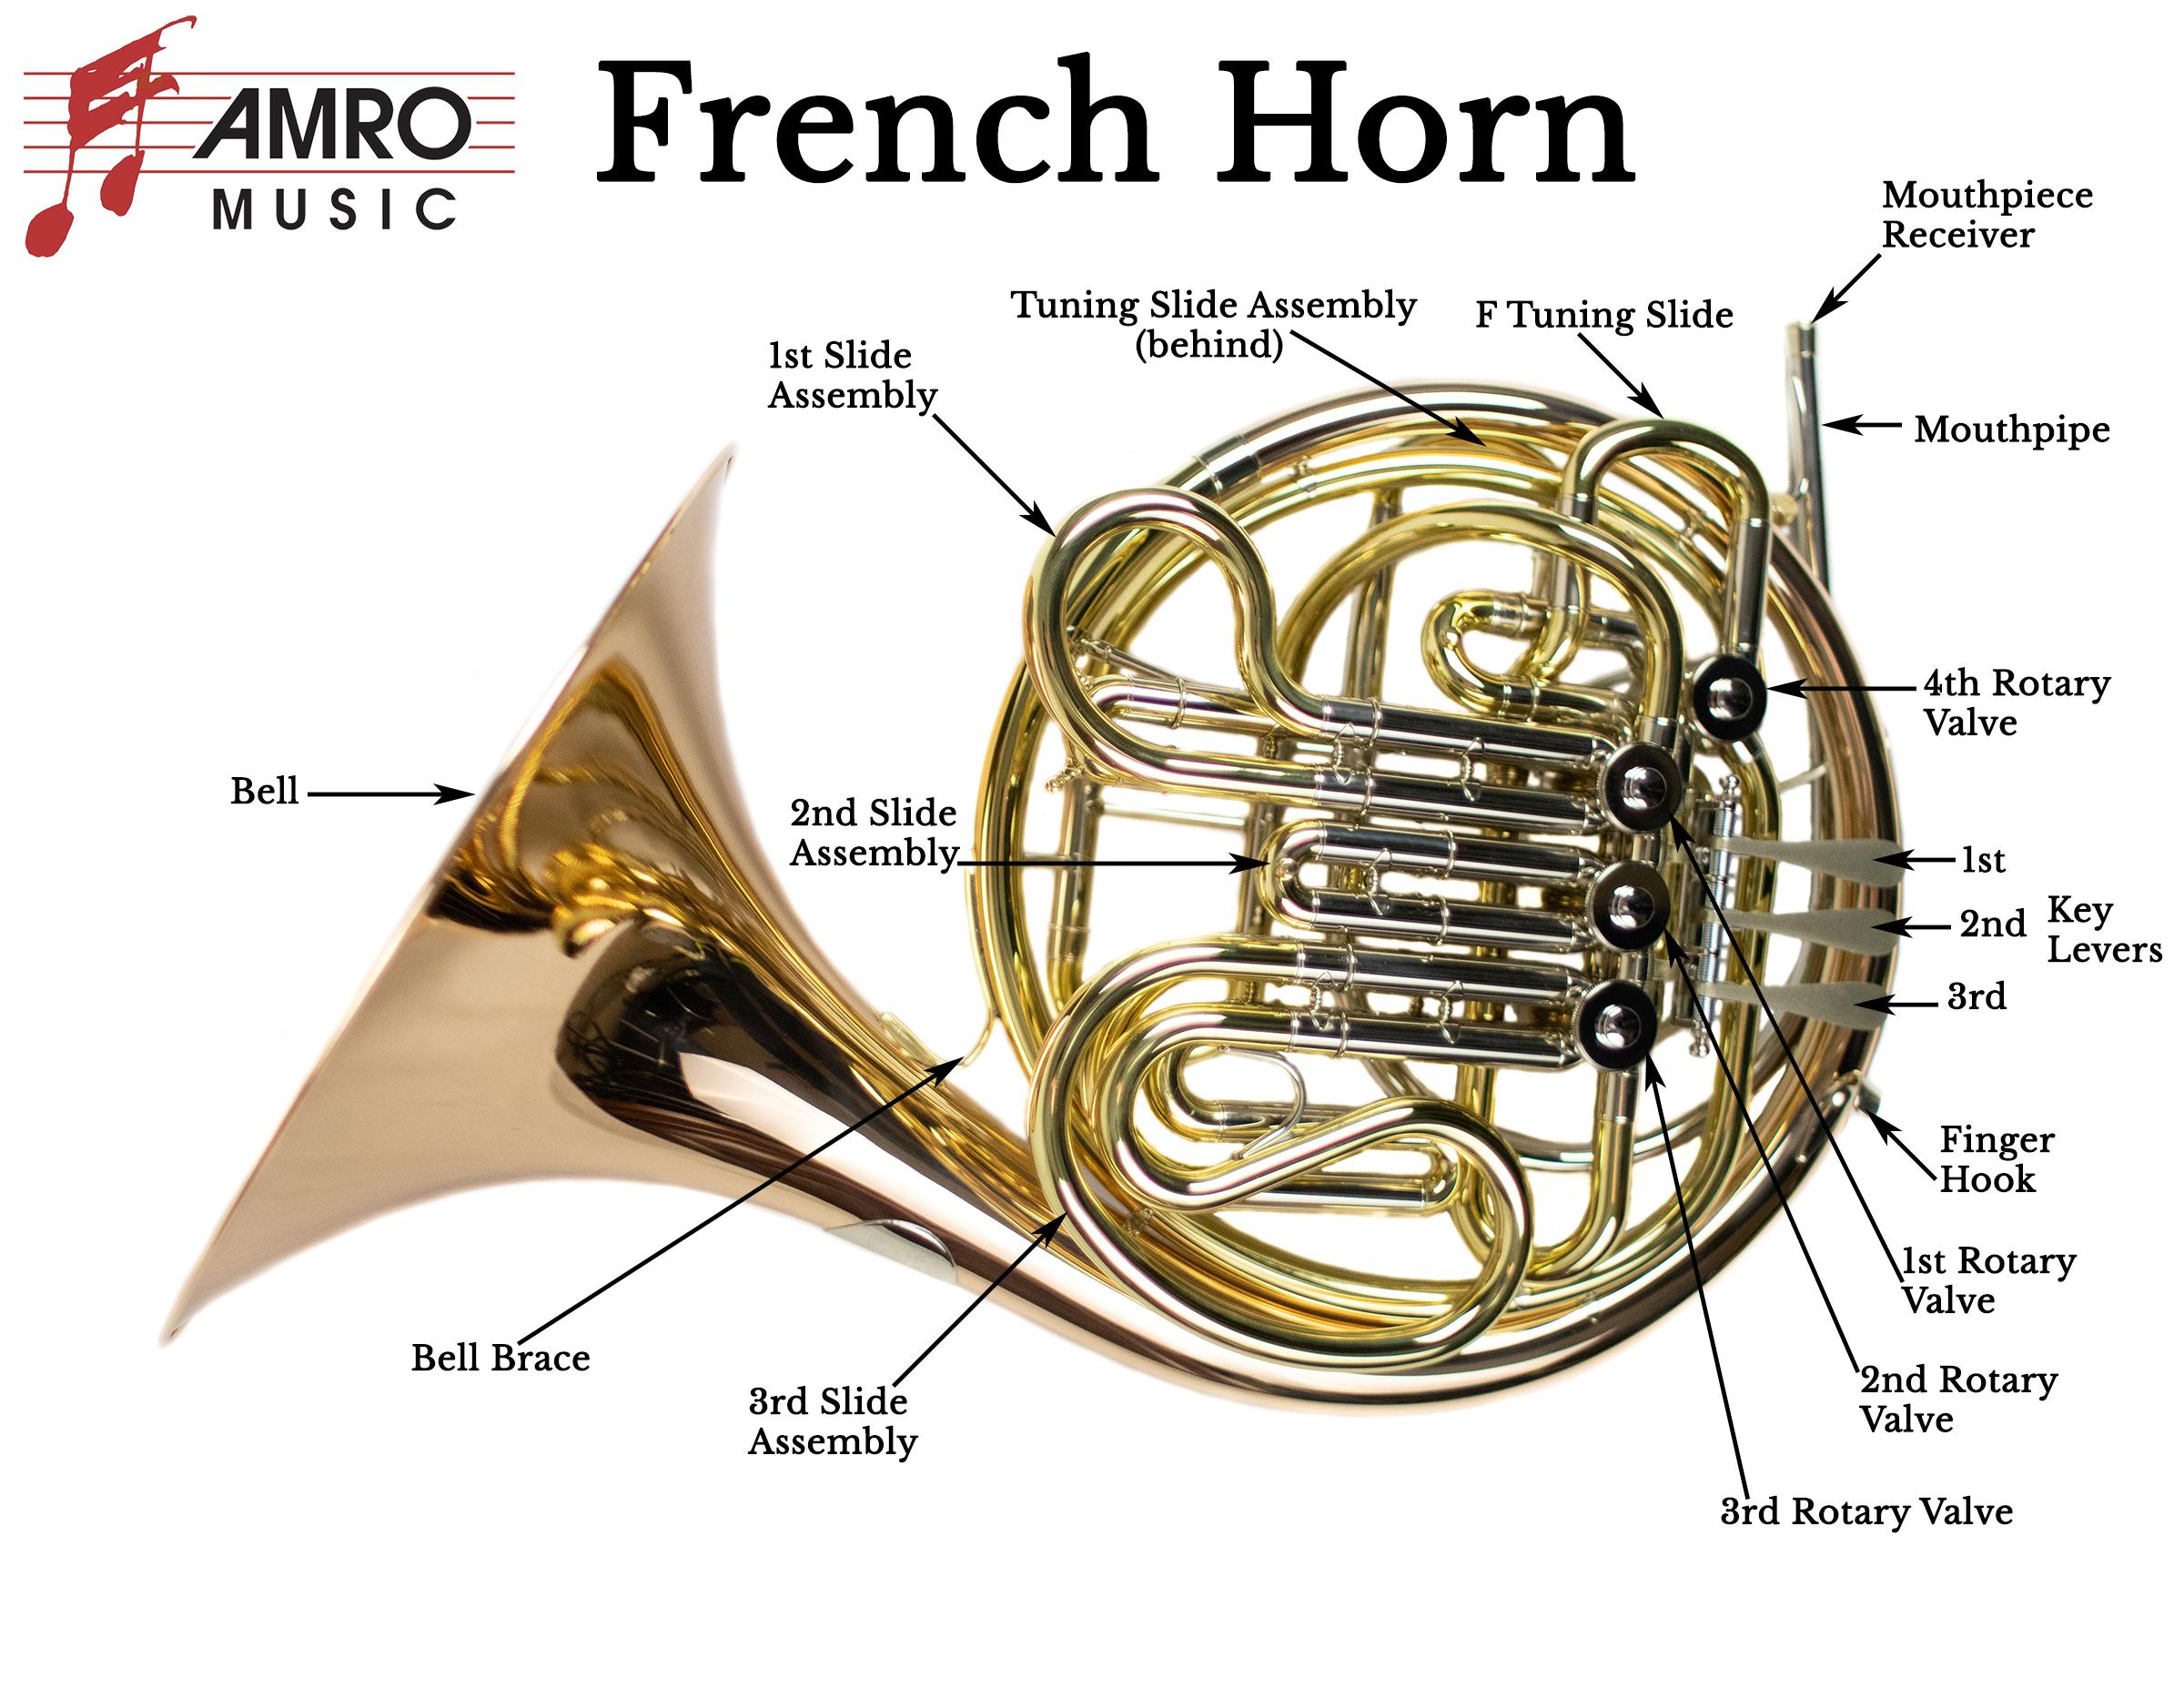 AMRO
MUSIC
French Horn
Mouthpiece
Receiver
Tuning Slide Assembly
(behind)
F Tuning Slide
1st Slide
Assembly
Mouthpipe
4th Rotary
Valve
Bell
2nd Slide
Assembly
1st
2nd
Key
Levers
3rd
Finger
Hook
1st Rotary
Valve
Bell Brace
2nd Rotary
Valve
3rd Slide
Assembly
3rd Rotary Valve